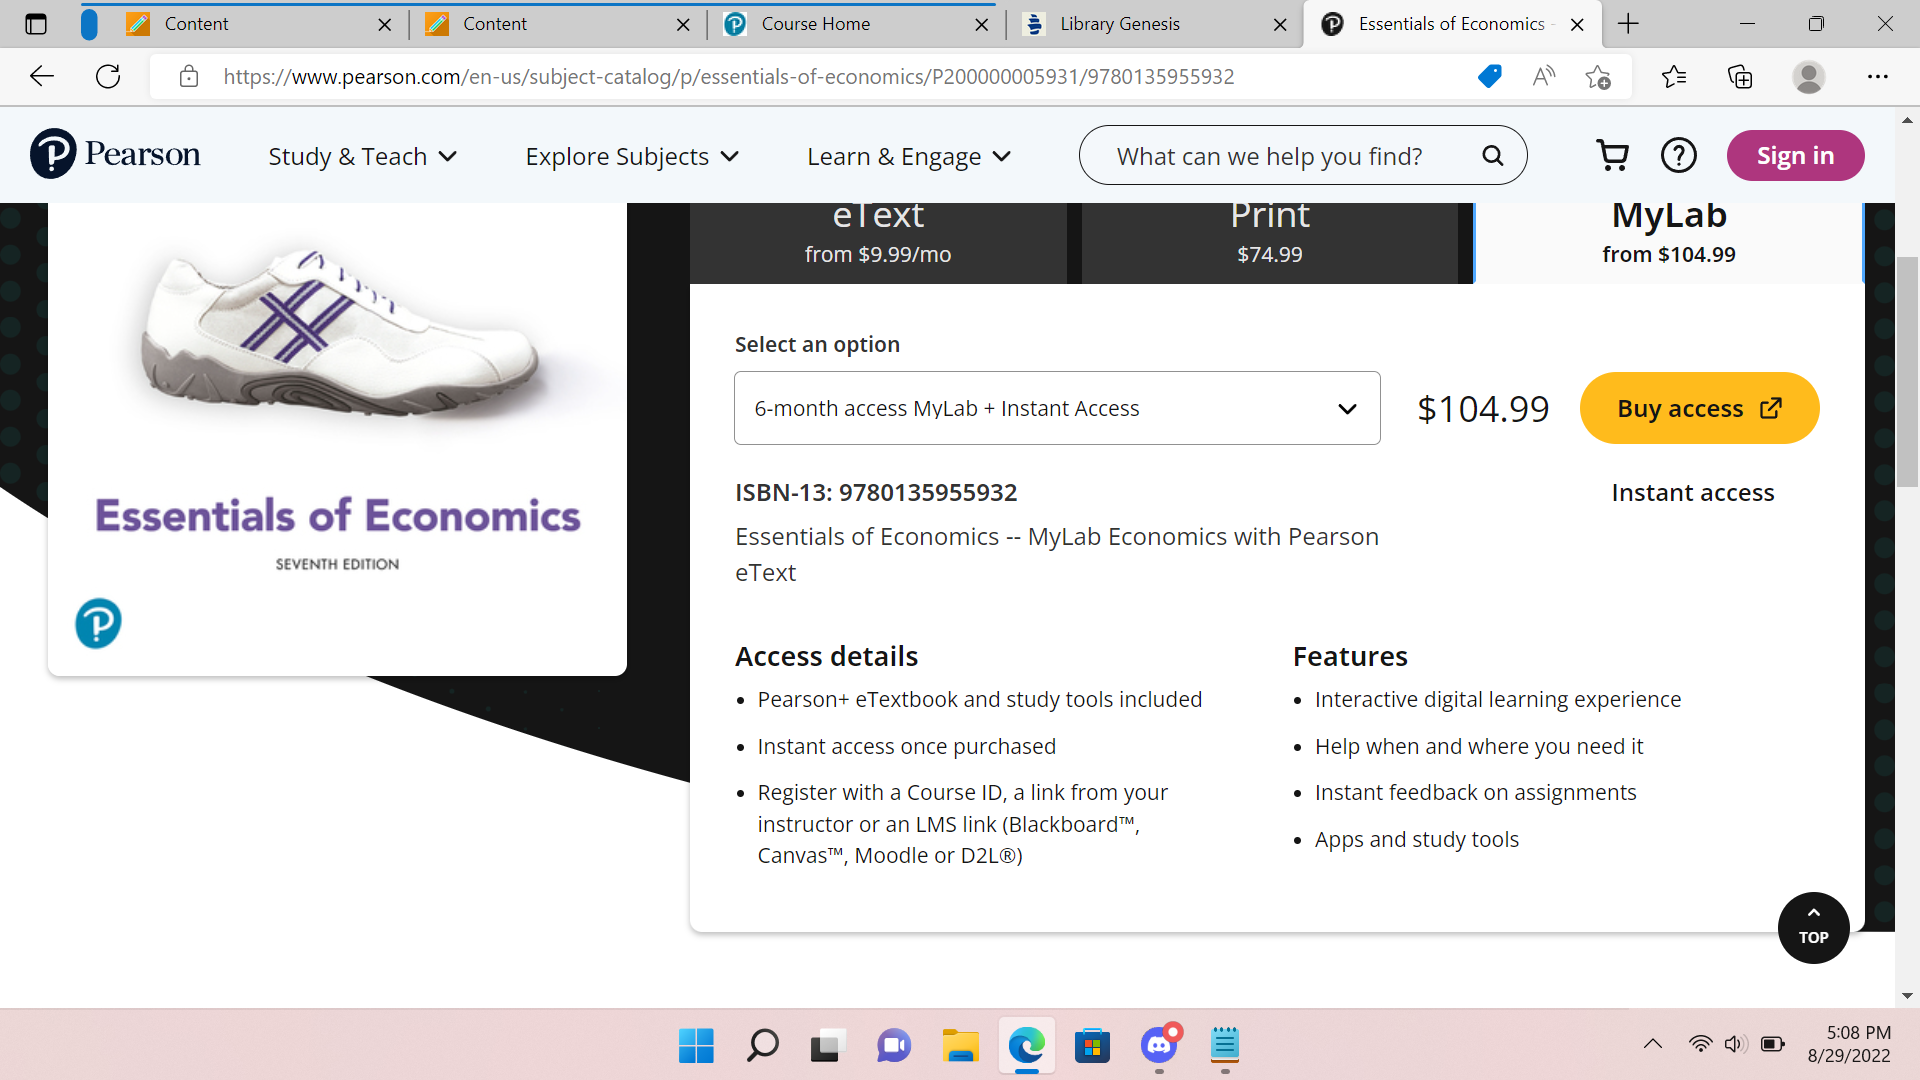 Content
Content
Course Home
Library Genesis
Essentials of Economics -
https://www.pearson.com/en-us/subject-catalog/p/essentials-of-economics/P200000005931/9780135955932
Pearson
Study & Teach
Explore Subjects
Learn & Engage
What can we help you find?
Sign in
eText
from $9.99/mo
Print
$74.99
MyLab
from $104.99
Essentials of Economics
SEVENTH EDITION
Select an option
6-month access MyLab + Instant Access
$104.99
Buy access
ISBN-13: 9780135955932
Instant access
Essentials of Economics -- MyLab Economics with Pearson
eText
Access details
• Pearson+ eTextbook and study tools included
• Instant access once purchased
• Register with a Course ID, a link from your
instructor or an LMS link (Blackboard™,
Canvas™, Moodle or D2L®)
Features
• Interactive digital learning experience
• Help when and where you need it
• Instant feedback on assignments
• Apps and study tools
TOP
5:08 PM
8/29/2022